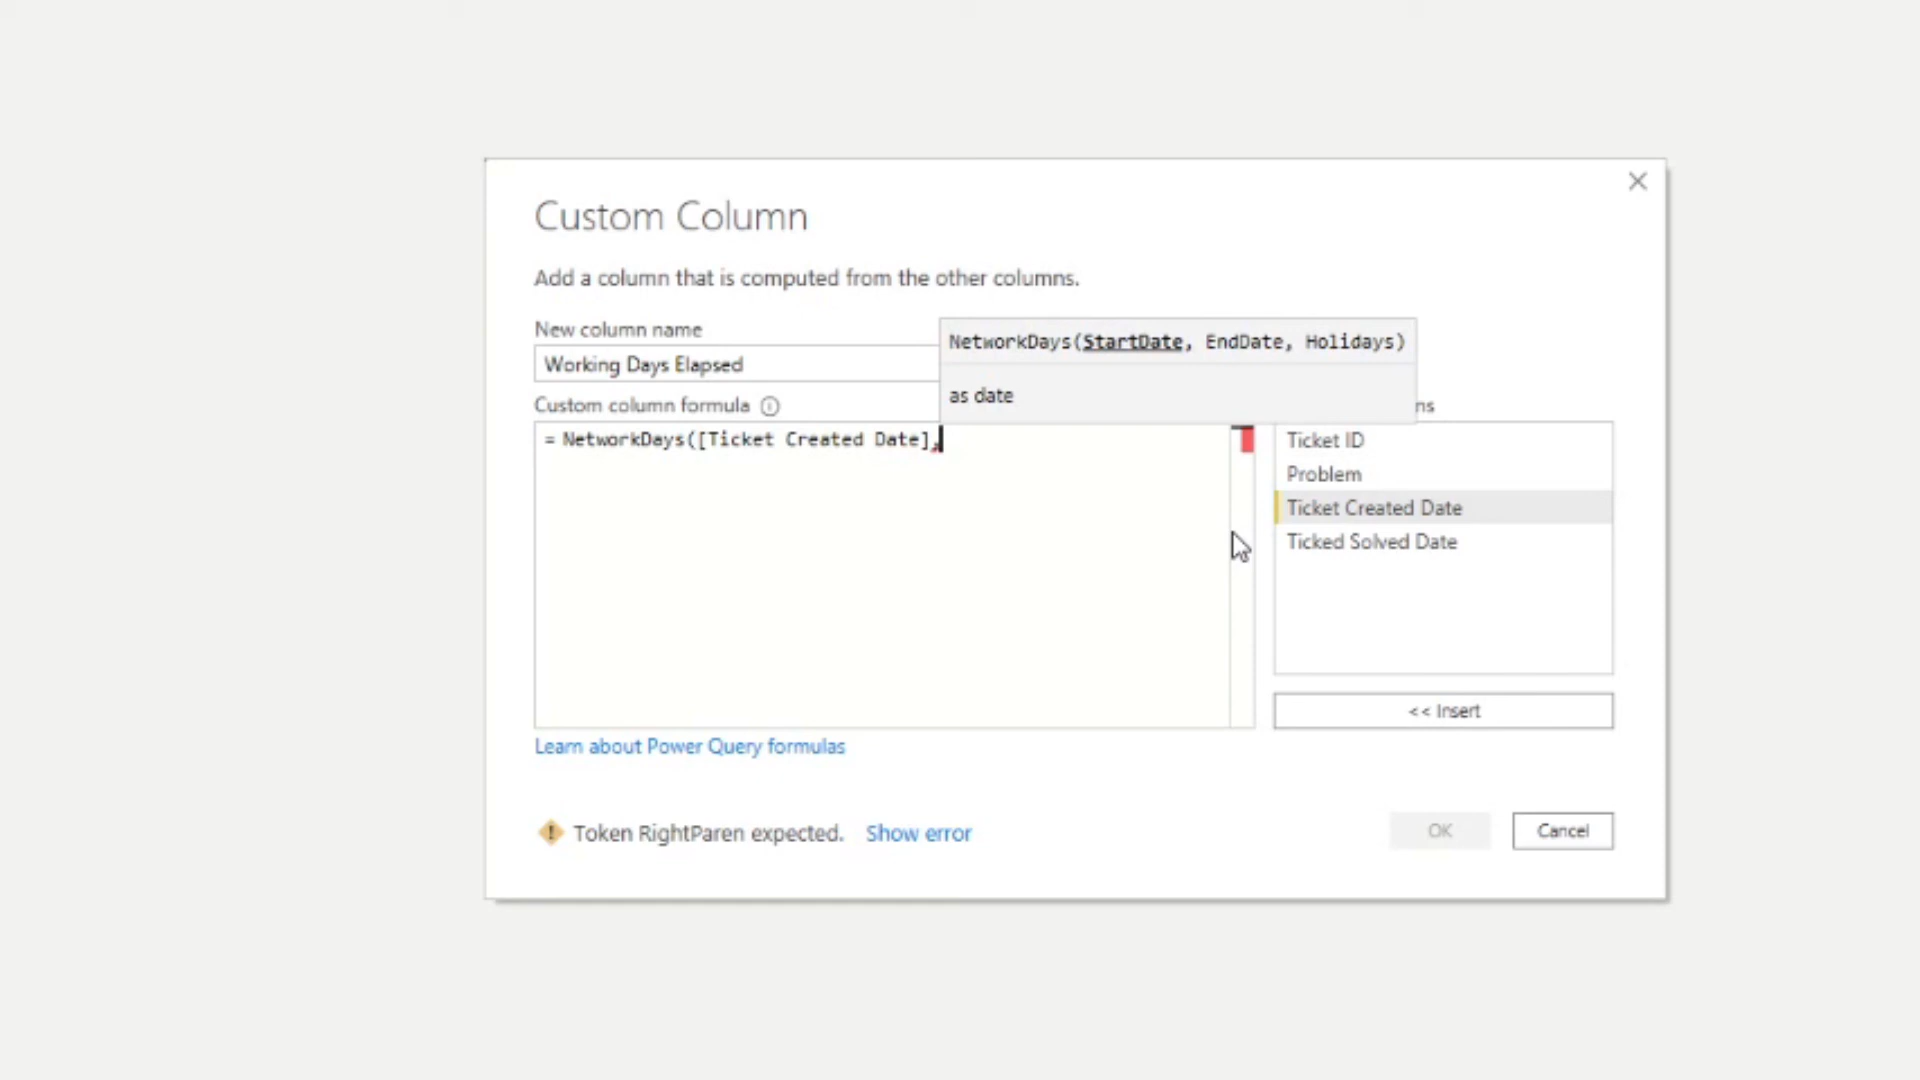 Custom Column
Add a column that is computed from the other columns.
New column name
NetworkDays(StartDate, EndDate, Holidays)
Working Days Elapsed
as date
Custom column formula
ns
= NetworkDays([Ticket Created Date],
Ticket ID
Problem
Ticket Created Date
Ticked Solved Date
<< Insert
Learn about Power Query formulas
Token RightParen expected. Show error
OK
Cancel